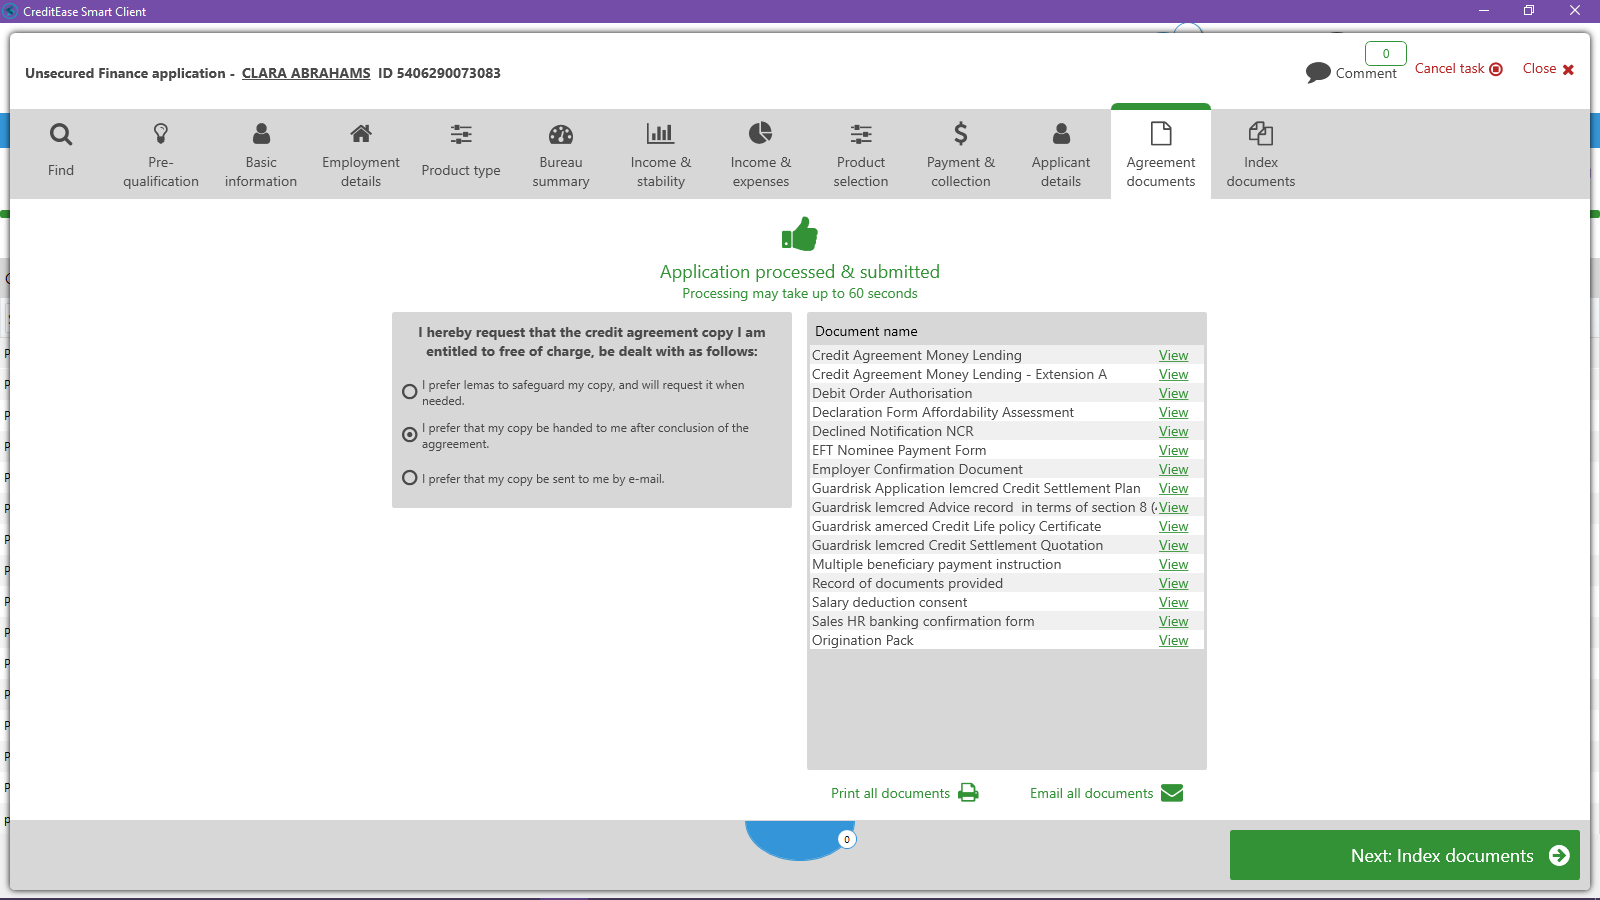 CreditEase Smart Client
Unsecured Finance application - CLARA ABRAHAMS ID 5406290073083
0
Comment
Cancel task
Close
Find
Pre-
qualification
Basic
information
Employment
details
Product type
Bureau
summary
Income &
stability
Income &
expenses
Product
selection
Payment &
collection
Applicant
details
Agreement
documents
Index
documents
Application processed & submitted
Processing may take up to 60 seconds
I hereby request that the credit agreement copy I am
entitled to free of charge, be dealt with as follows:
I prefer lemas to safeguard my copy, and will request it when
needed.
I prefer that my copy be handed to me after conclusion of the
aggreement.
I prefer that my copy be sent to me by e-mail.
Document name
Credit Agreement Money Lending View
Credit Agreement Money Lending - Extension A View
Debit Order Authorisation View
Declaration Form Affordability Assessment View
Declined Notification NCR View
EFT Nominee Payment Form View
Employer Confirmation Document View
Guardrisk Application lemcred Credit Settlement Plan View
Guardrisk lemcred Advice record in terms of section 8 ( View
Guardrisk amerced Credit Life policy Certificate View
Guardrisk lemcred Credit Settlement Quotation View
Multiple beneficiary payment instruction View
Record of documents provided View
Salary deduction consent View
Sales HR banking confirmation form View
Origination Pack View
Print all documents
Email all documents
0
Next: Index documents